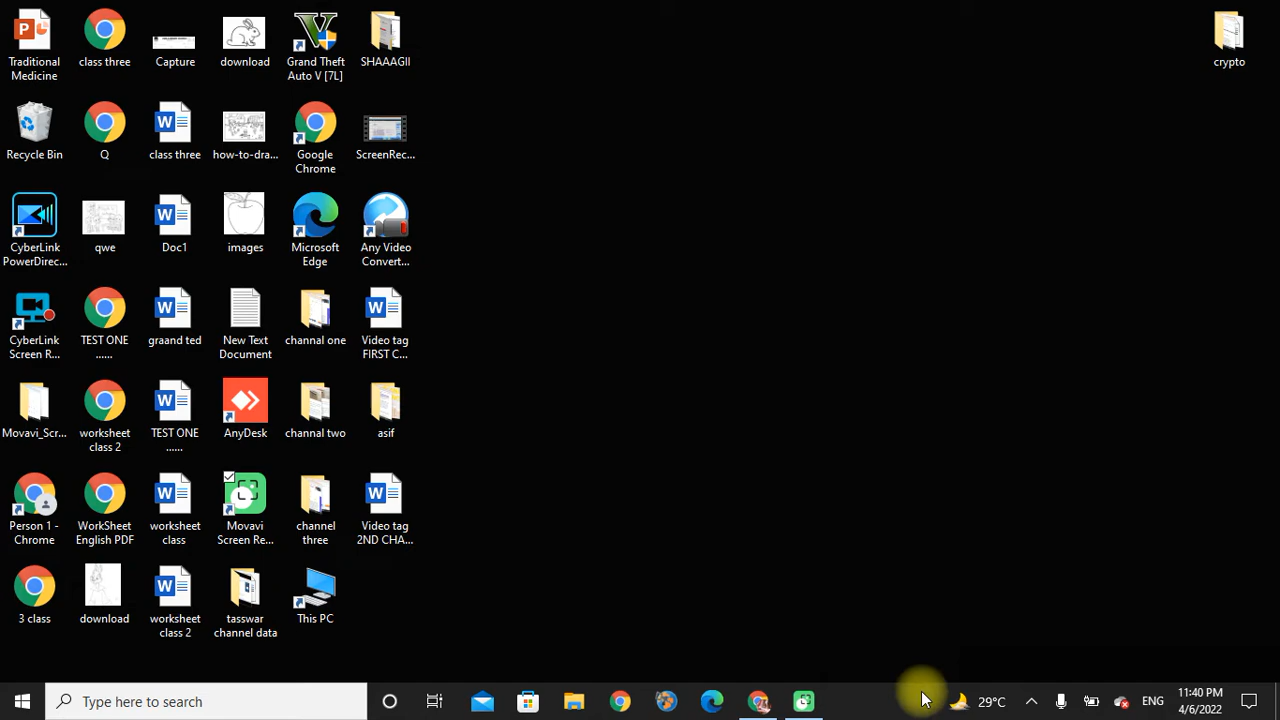 Traditional
Medicine
class three
Capture
download
Grand Theft
Auto V [7L]
SHAAAGII
crypto
Recycle Bin
Q
class three
how-to-dra...
Google
Chrome
ScreenRec...
CyberLink
PowerDirec...
qwe
Doc1
images
Microsoft
Edge
Any Video
Convert...
CyberLink
Screen R...
TEST ONE
......
graand ted
New Text
Document
channal one
Video tag
FIRST C...
Movavi_Scr...
worksheet
class 2
TEST ONE
......
AnyDesk
channal two
asif
Person 1 -
Chrome
WorkSheet
English PDF
worksheet
class
Movavi
Screen Re...
channel
three
Video tag
2ND CHA...
3 class
download
worksheet
class 2
tasswar
channel data
This PC
Type here to search
29°C
ENG
11:40 PM
4/6/2022